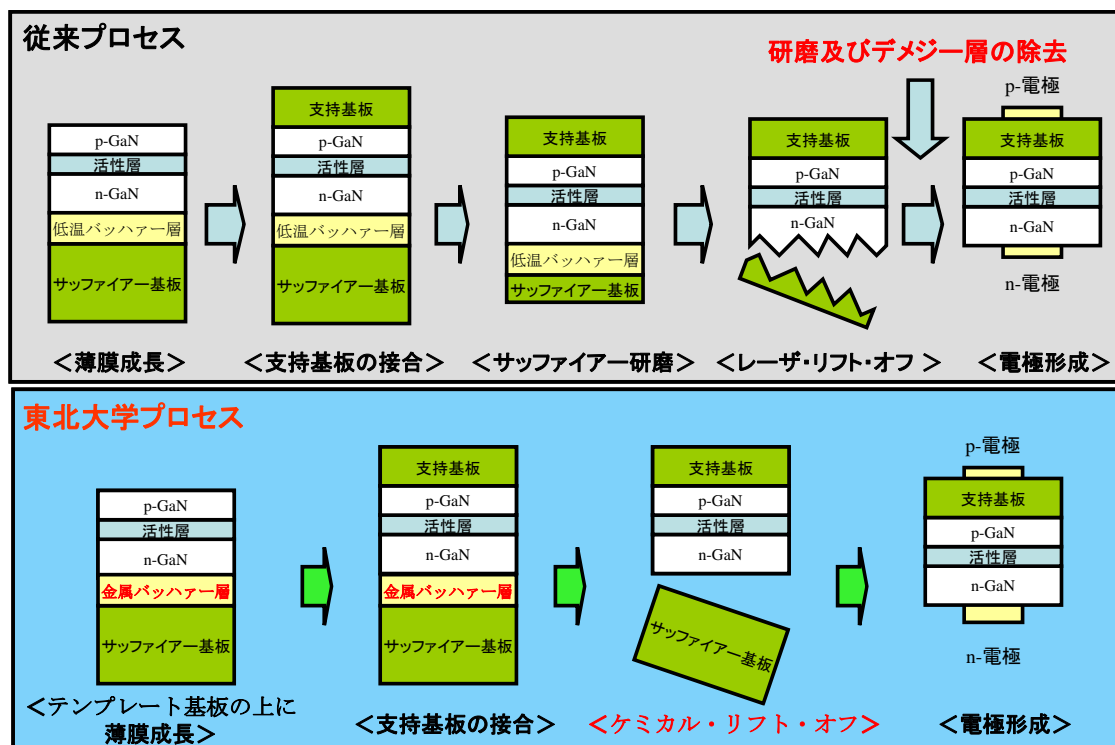 従来プロセス
研磨及びデメジー層の除去
p-GaN
活性層
n-GaN
低温バッハァー層
サッファイアー基板
<薄膜成長>
支持基板
p-GaN
活性層
n-GaN
低温バッハァー層
サッファイアー基板
<支持基板の接合>
支持基板
p-GaN
活性層
n-GaN
低温バッハァー層
サッファイアー基板
<サッファイアー研磨>
支持基板
p-GaN
活性層
n-GaN
<レーザ・リフト・オフ >
p-電極
支持基板
p-GaN
活性層
n-GaN
n-電極
<電極形成>
東北大学プロセス
p-GaN
活性層
n-GaN
金属バッハァー層
サッファイアー基板
<テンプレート基板の上に
薄膜成長>
支持基板
p-GaN
活性層
n-GaN
金属バッハァー層
サッファイアー基板
<支持基板の接合>
支持基板
p-GaN
活性層
n-GaN
サッファイアー基板
<ケミカル・リフト・オフ>
p-電極
支持基板
p-GaN
活性層
n-GaN
n-電極
<電極形成>